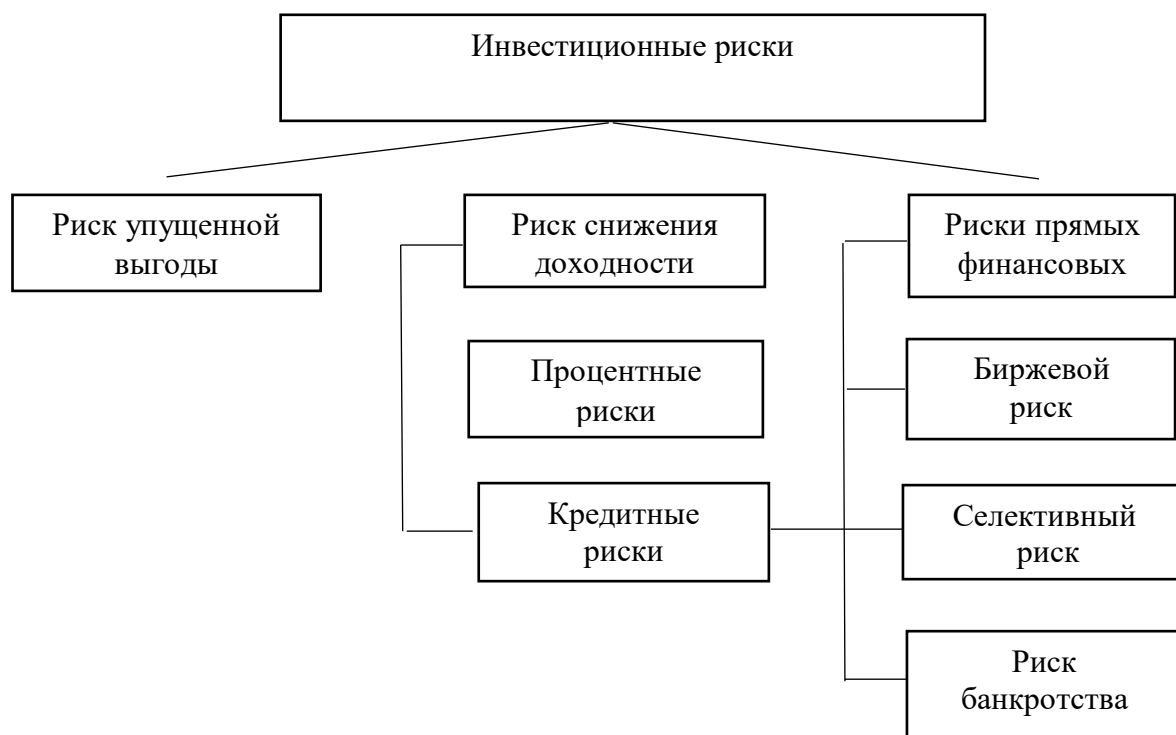 Инвестиционные риски
Риск упущенной
выгоды
Риск снижения
доходности
Риски прямых
финансовых
Процентные
риски
Биржевой
риск
Кредитные
риски
Селективный
риск
Риск
банкротства